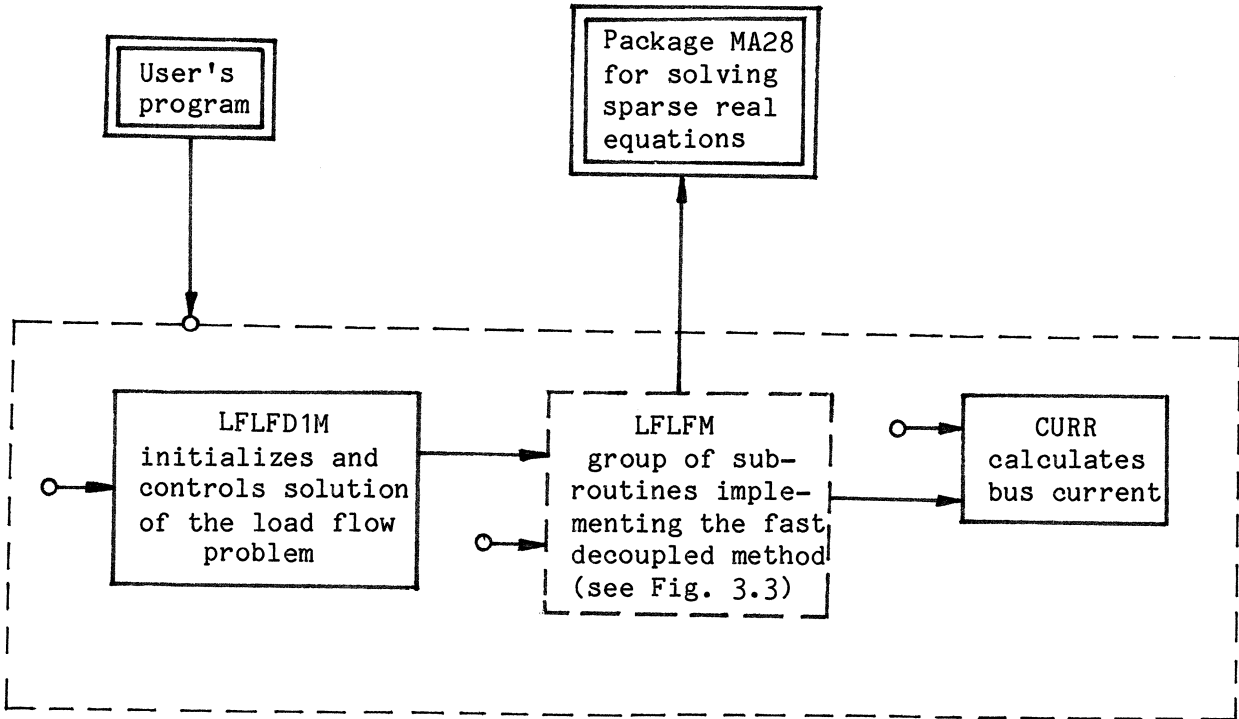 User's
program
Package MA28
for solving
sparse real
equations
LFLFD1M
initializes and
controls solution
of the load flow
problem
LFLFM
group of sub-
routines imple-
menting the fast
decoupled method
(see Fig. 3.3)
CURR
calculates
bus current